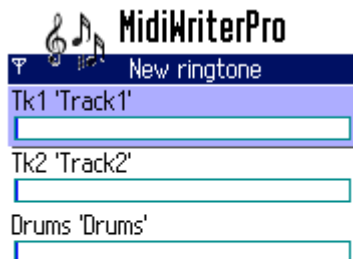 MidiWriterPro
New ringtone
Tk1 'Track1'
Tk2 'Track2'
Drums 'Drums'